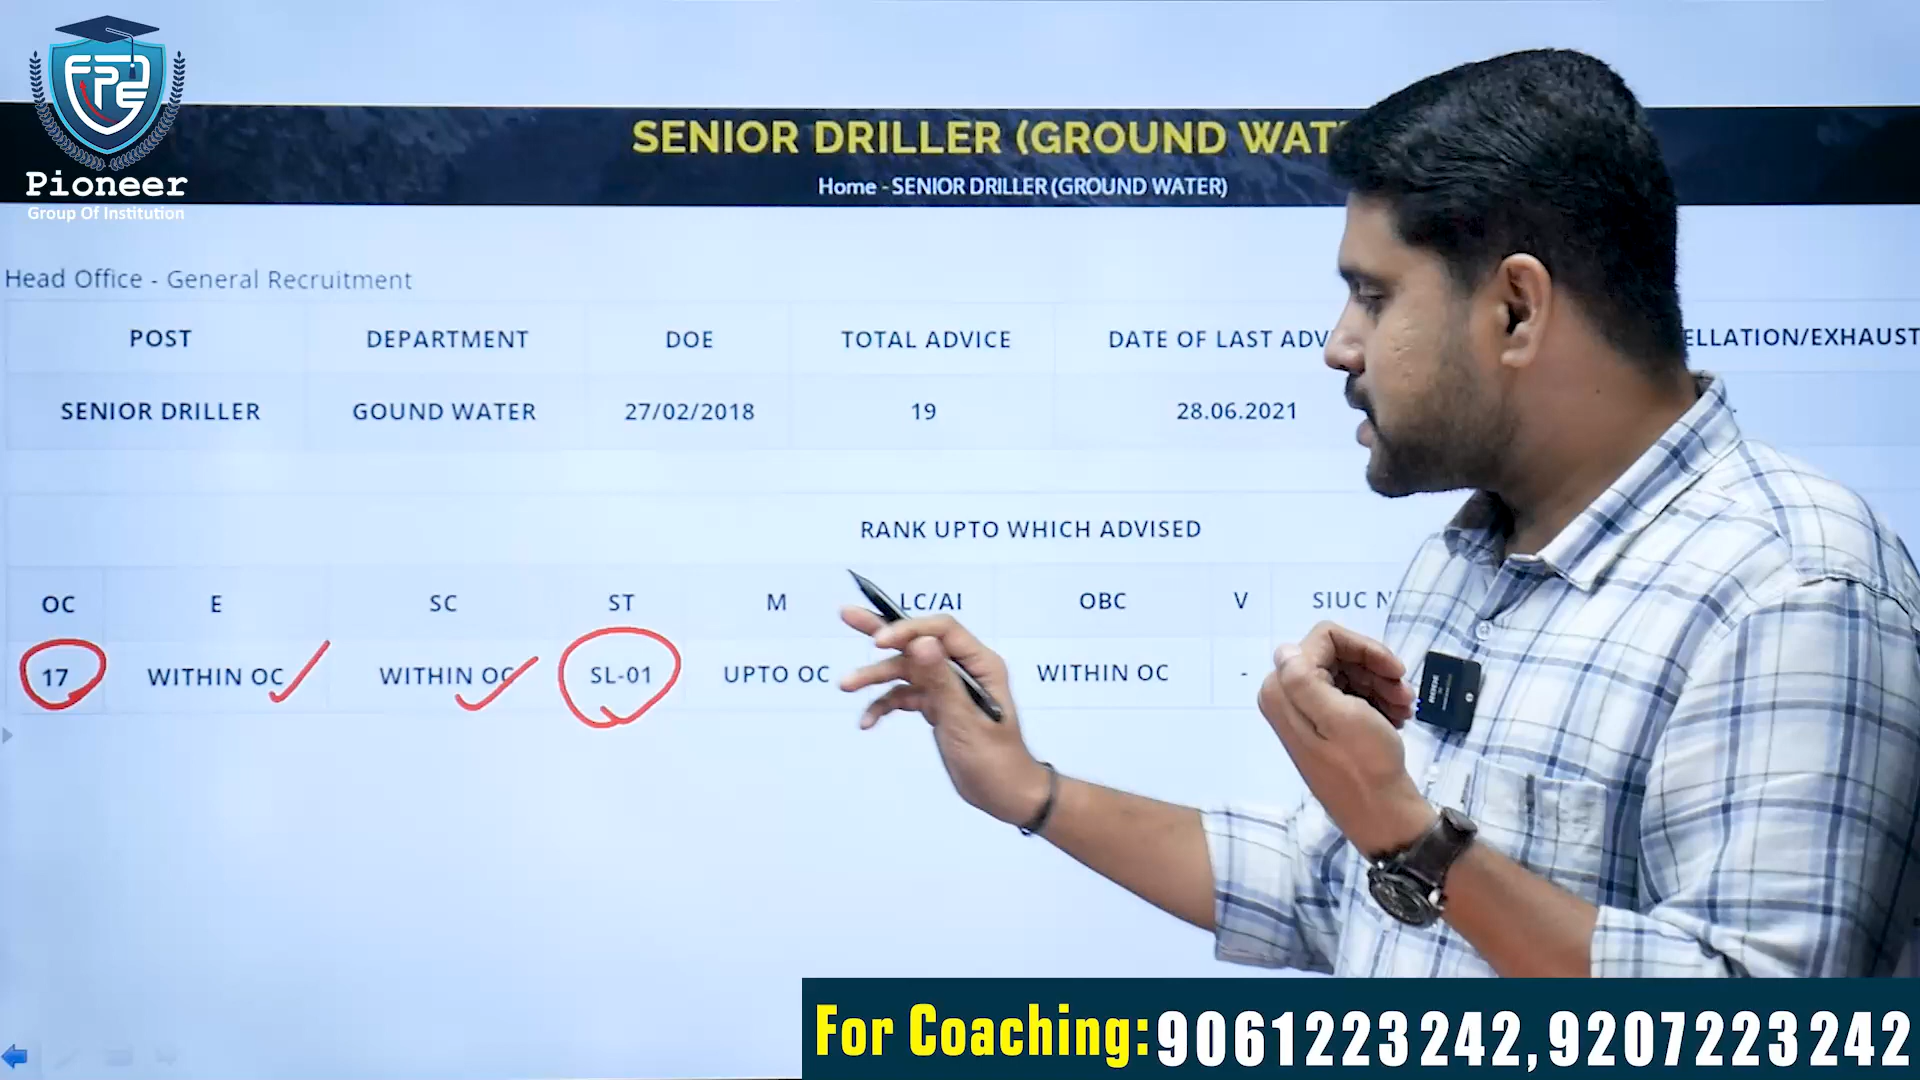 FPGE
Pioneer
Group Of Institution
SENIOR DRILLER (GROUND WAT
Home - SENIOR DRILLER (GROUND WATER)
Head Office - General Recruitment
POST DEPARTMENT DOE TOTAL ADVICE DATE OF LAST ADV ELLATION/EXHAUST
SENIOR DRILLER GOUND WATER 27/02/2018 19 28.06.2021
RANK UPTO WHICH ADVISED
OC E SC ST M LC/AI OBC V SIUC N
17 WITHIN OC WITHIN OC SL-01 UPTO OC WITHIN OC -
RODE
For Coaching: 9061223242, 9207223242